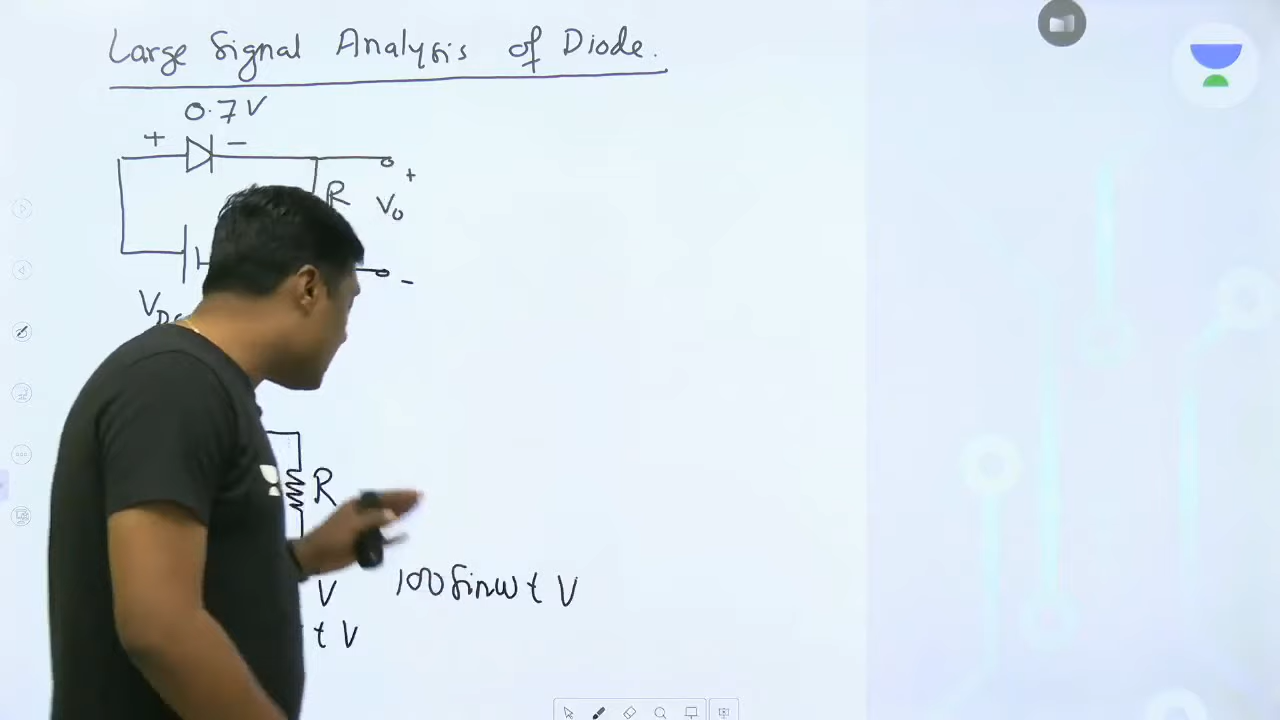 Large Signal Analysis of Diode.
0.7V
+ -
+
R
V₀
-
R
100 Sinωt V
V
t V